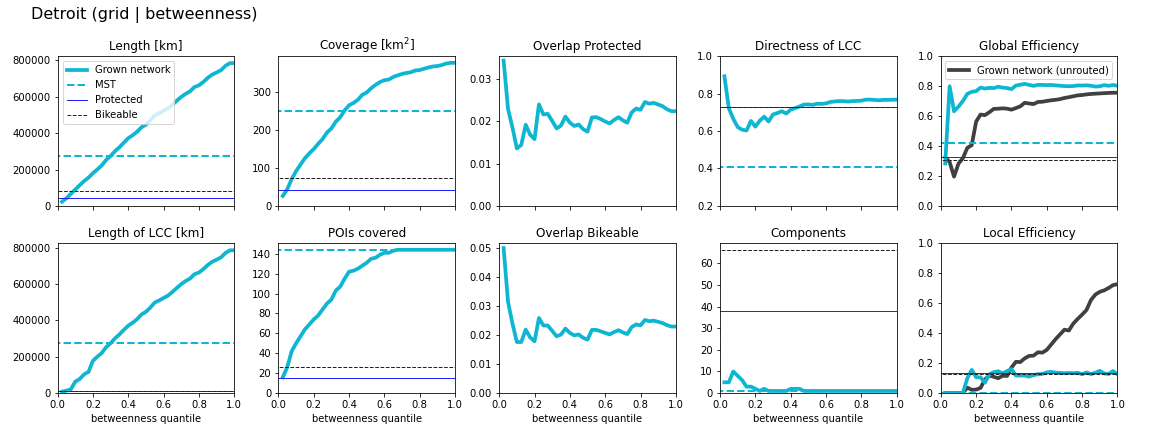 Detroit (grid | betweenness)
Length [km]
800000
600000
400000
200000
0
Grown network
MST
Protected
Bikeable
Coverage [km²]
300
200
100
0
Overlap Protected
0.03
0.02
0.01
0.00
Directness of LCC
1.0
0.8
0.6
0.4
0.2
Global Efficiency
1.0
0.8
0.6
0.4
0.2
0.0
Grown network (unrouted)
Length of LCC [km]
800000
600000
400000
200000
0
0.0 0.2 0.4 0.6 0.8 1.0
betweenness quantile
POIs covered
140
120
100
80
60
40
20
0.0 0.2 0.4 0.6 0.8 1.0
betweenness quantile
Overlap Bikeable
0.05
0.04
0.03
0.02
0.01
0.00
0.0 0.2 0.4 0.6 0.8 1.0
betweenness quantile
Components
60
50
40
30
20
10
0
0.0 0.2 0.4 0.6 0.8 1.0
betweenness quantile
Local Efficiency
1.0
0.8
0.6
0.4
0.2
0.0
0.0 0.2 0.4 0.6 0.8 1.0
betweenness quantile